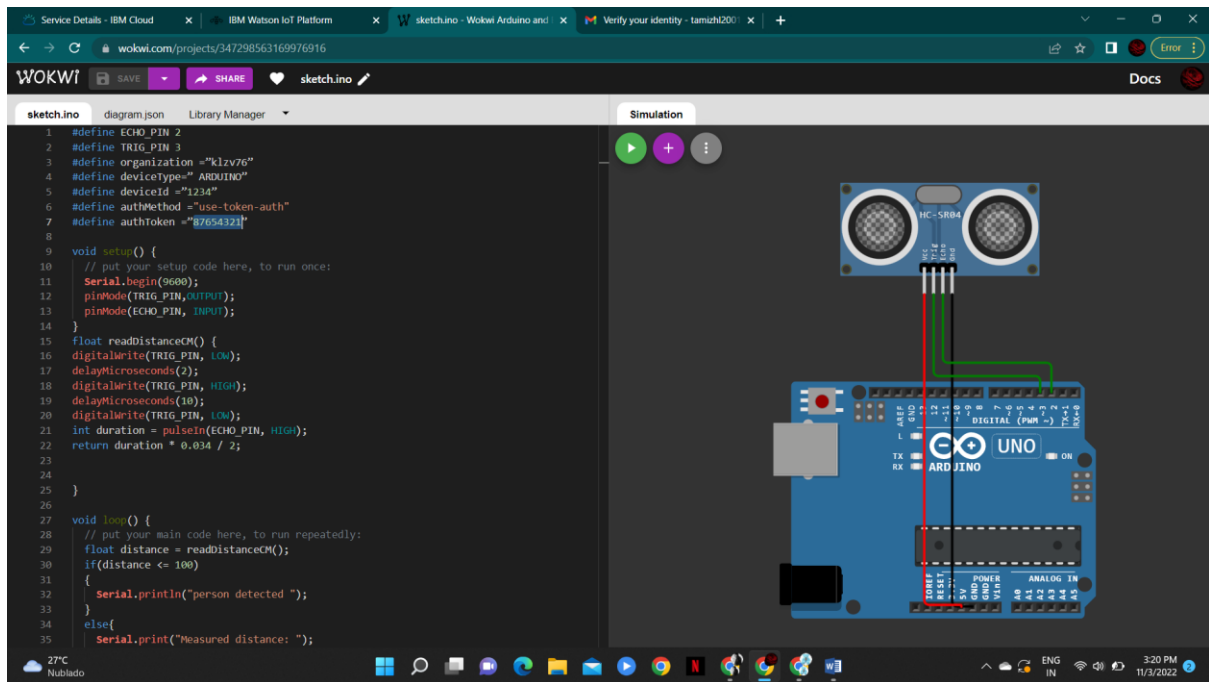 Service Details - IBM Cloud
IBM Watson IoT Platform
sketch.ino - Wokwi Arduino and
Verify your identity - tamizhl2001
wokwi.com/projects/347298563169976916
Error
WOKWI SAVE SHARE sketch.ino Docs
sketch.ino diagram.json Library Manager
Simulation
1 #define ECHO_PIN 2
2 #define TRIG_PIN 3
3 #define organization =”klzv76”
4 #define deviceType=” ARDUINO”
5 #define deviceId =”1234”
6 #define authMethod ="use-token-auth"
7 #define authToken =”87654321”
8
9 void setup() {
10 // put your setup code here, to run once:
11 Serial.begin(9600);
12 pinMode(TRIG_PIN,OUTPUT);
13 pinMode(ECHO_PIN, INPUT);
14 }
15 float readDistanceCM() {
16 digitalWrite(TRIG_PIN, LOW);
17 delayMicroseconds(2);
18 digitalWrite(TRIG_PIN, HIGH);
19 delayMicroseconds(10);
20 digitalWrite(TRIG_PIN, LOW);
21 int duration = pulseIn(ECHO_PIN, HIGH);
22 return duration * 0.034 / 2;
23
24
25 }
26
27 void loop() {
28 // put your main code here, to run repeatedly:
29 float distance = readDistanceCM();
30 if(distance <= 100)
31 {
32 Serial.println("person detected ");
33 }
34 else{
35 Serial.print("Measured distance: ");
HC-SR04
Vcc
Trig
Echo
Gnd
AREF
GND
13
12
~11
~10
~9
8
7
~6
~5
4
~3
2
TX→1
RX←0
DIGITAL (PWM ~)
L
TX
RX
ARDUINO
UNO
ON
IOREF
RESET
5V
GND
GND
Vin
POWER
ANALOG IN
A0
A1
A2
A3
A4
A5
27°C
Nublado
ENG
IN
3:20 PM
11/3/2022
2